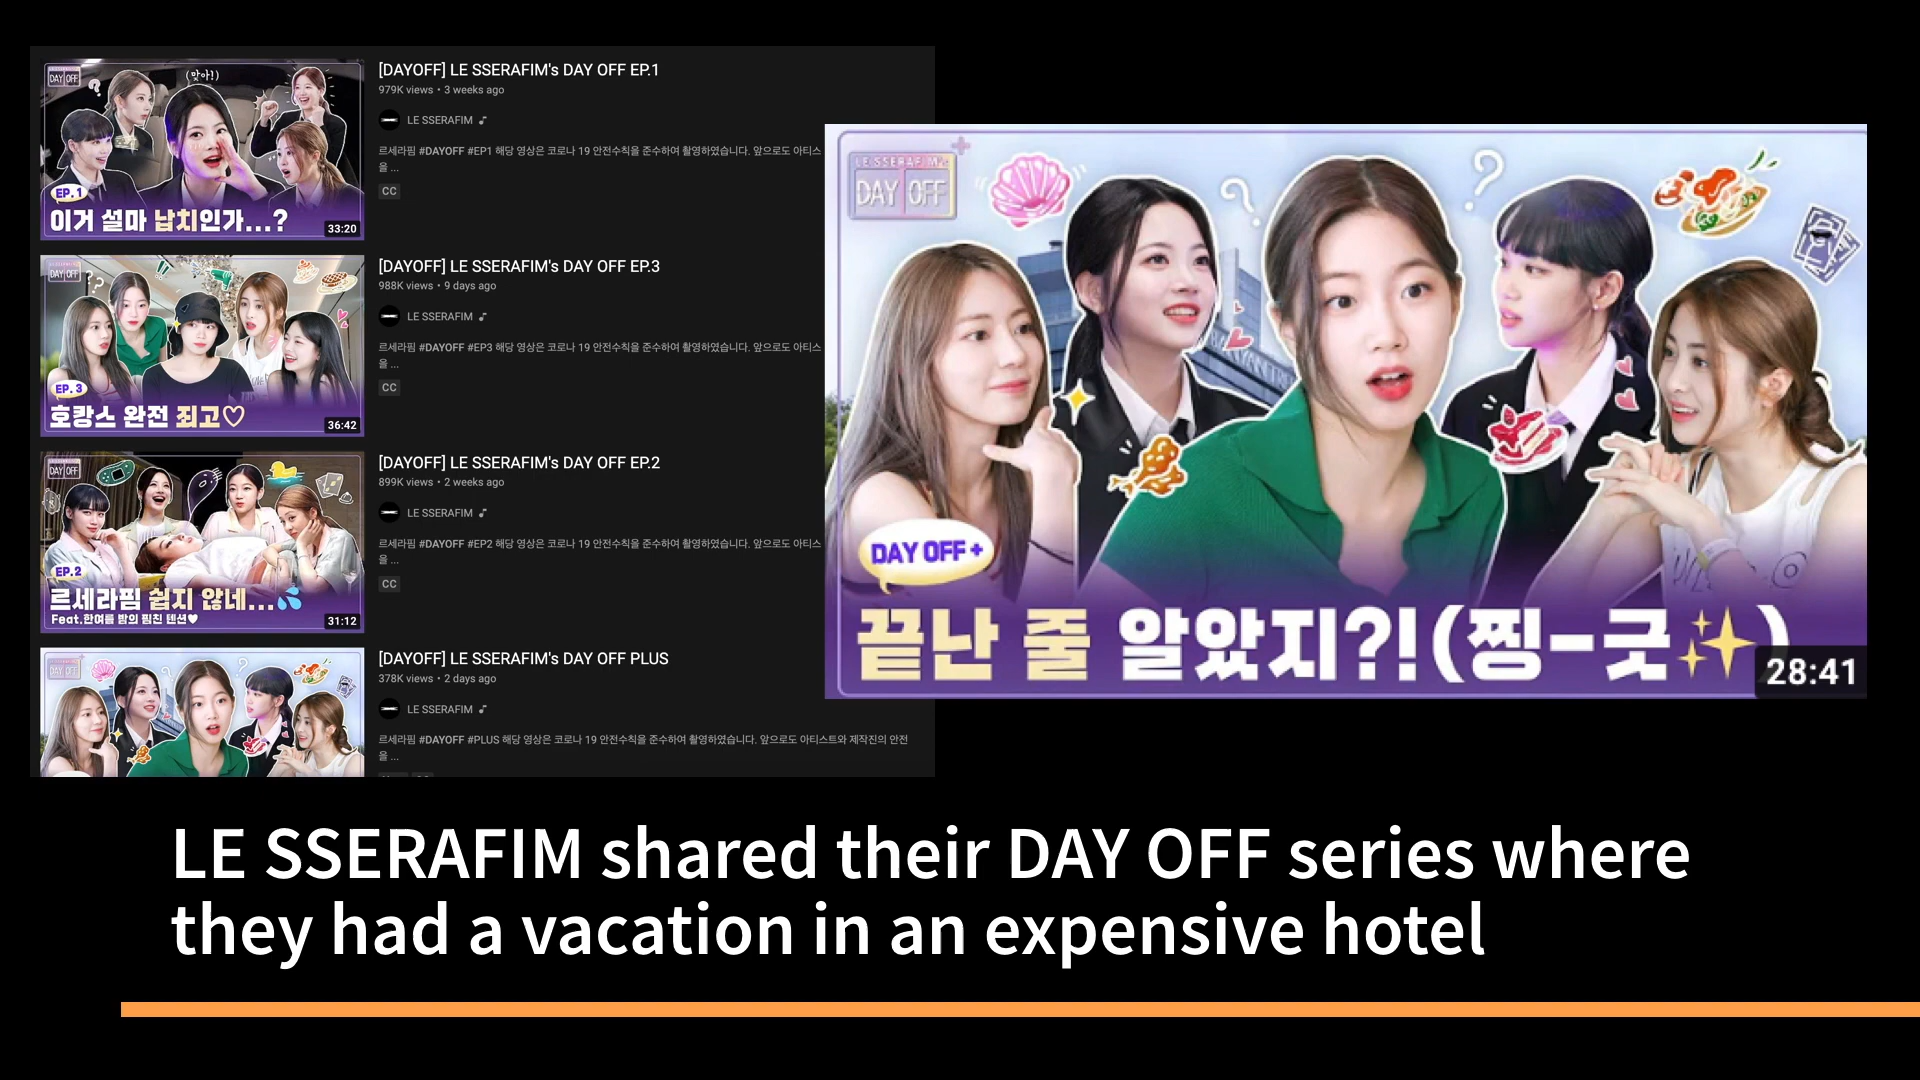 DAY OFF
(맞아!)
EP. 1
이거 설마 납치인가...?
33:20
[DAYOFF] LE SSERAFIM's DAY OFF EP.1
979K views • 3 weeks ago
LE SSERAFIM
르세라핌 #DAYOFF #EP1 해당 영상은 코로나 19 안전수칙을 준수하여 촬영하였습니다. 앞으로도 아티스
을 ...
CC
DAY OFF
EP. 3
호캉스 완전 죄고♡
36:42
[DAYOFF] LE SSERAFIM's DAY OFF EP.3
988K views • 9 days ago
LE SSERAFIM
르세라핌 #DAYOFF #EP3 해당 영상은 코로나 19 안전수칙을 준수하여 촬영하였습니다. 앞으로도 아티스
을 ...
CC
DAY OFF
EP.2
르세라핌 쉽지 않네...💦
Feat.한여름 밤의 핌친 텐션♥
31:12
[DAYOFF] LE SSERAFIM's DAY OFF EP.2
899K views • 2 weeks ago
LE SSERAFIM
르세라핌 #DAYOFF #EP2 해당 영상은 코로나 19 안전수칙을 준수하여 촬영하였습니다. 앞으로도 아티스
을 ...
CC
DAY OFF
[DAYOFF] LE SSERAFIM's DAY OFF PLUS
378K views • 2 days ago
LE SSERAFIM
르세라핌 #DAYOFF #PLUS 해당 영상은 코로나 19 안전수칙을 준수하여 촬영하였습니다. 앞으로도 아티스트와 제작진의 안전
을 ...
LE SSERAFIM's
DAY OFF
DAY OFF +
끝난 줄 알았지?!(찡-긋✨)
28:41
LE SSERAFIM shared their DAY OFF series where
they had a vacation in an expensive hotel